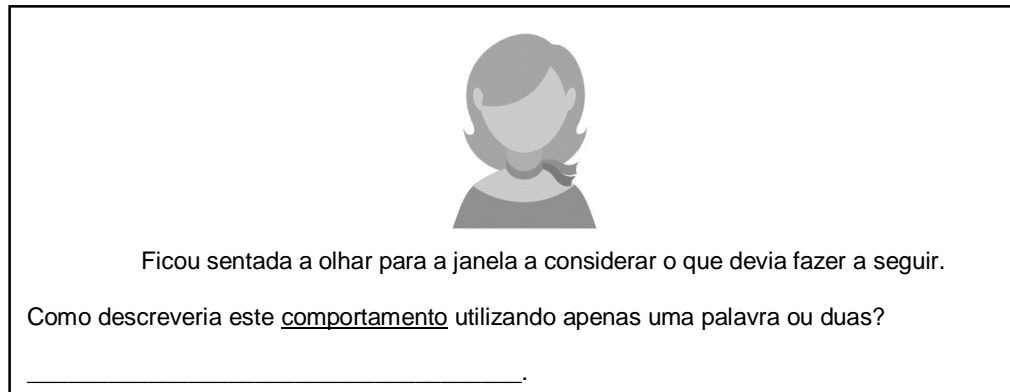 Ficou sentada a olhar para a janela a considerar o que devia fazer a seguir.
Como descreveria este comportamento utilizando apenas uma palavra ou duas?
______________________________________.